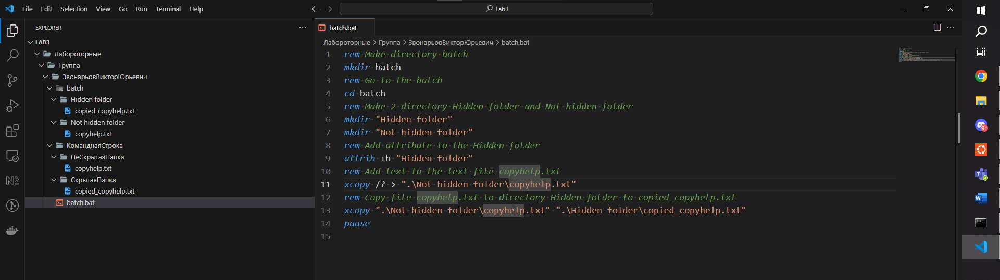 File Edit Selection View Go Run Terminal Help
Lab3
EXPLORER
LAB3
Лабороторные
Группа
ЗвонарьовВикторЮрьевич
batch
Hidden folder
copied_copyhelp.txt
Not hidden folder
copyhelp.txt
КоманднаяСтрока
НеСкрытаяПапка
copyhelp.txt
СкрытаяПапка
copied_copyhelp.txt
batch.bat
batch.bat
Лабороторные > Группа > ЗвонарьовВикторЮрьевич > batch.bat
1 rem Make directory batch
2 mkdir batch
3 rem Go to the batch
4 cd batch
5 rem Make 2 directory Hidden folder and Not hidden folder
6 mkdir "Hidden folder"
7 mkdir "Not hidden folder"
8 rem Add attribute to the Hidden folder
9 attrib +h "Hidden folder"
10 rem Add text to the text file copyhelp.txt
11 xcopy /? > ".\Not hidden folder\copyhelp.txt"
12 rem Copy file copyhelp.txt to directory Hidden folder to copied_copyhelp.txt
13 xcopy ".\Not hidden folder\copyhelp.txt" ".\Hidden folder\copied_copyhelp.txt"
14 pause
15
9+